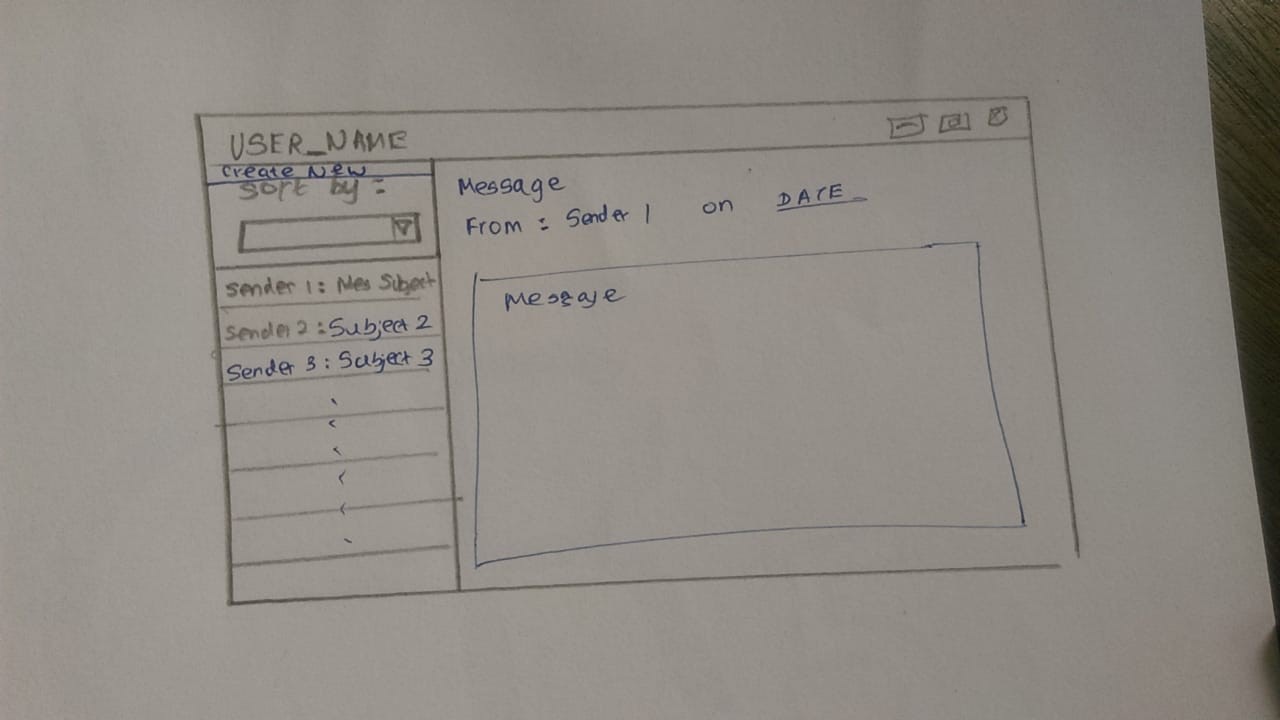 USER_NAME
Create New
Sort by :
Sender 1 : Mes Subject
Sender 2 : Subject 2
Sender 3 : Subject 3
Message
From : Sender 1 on DATE
Message